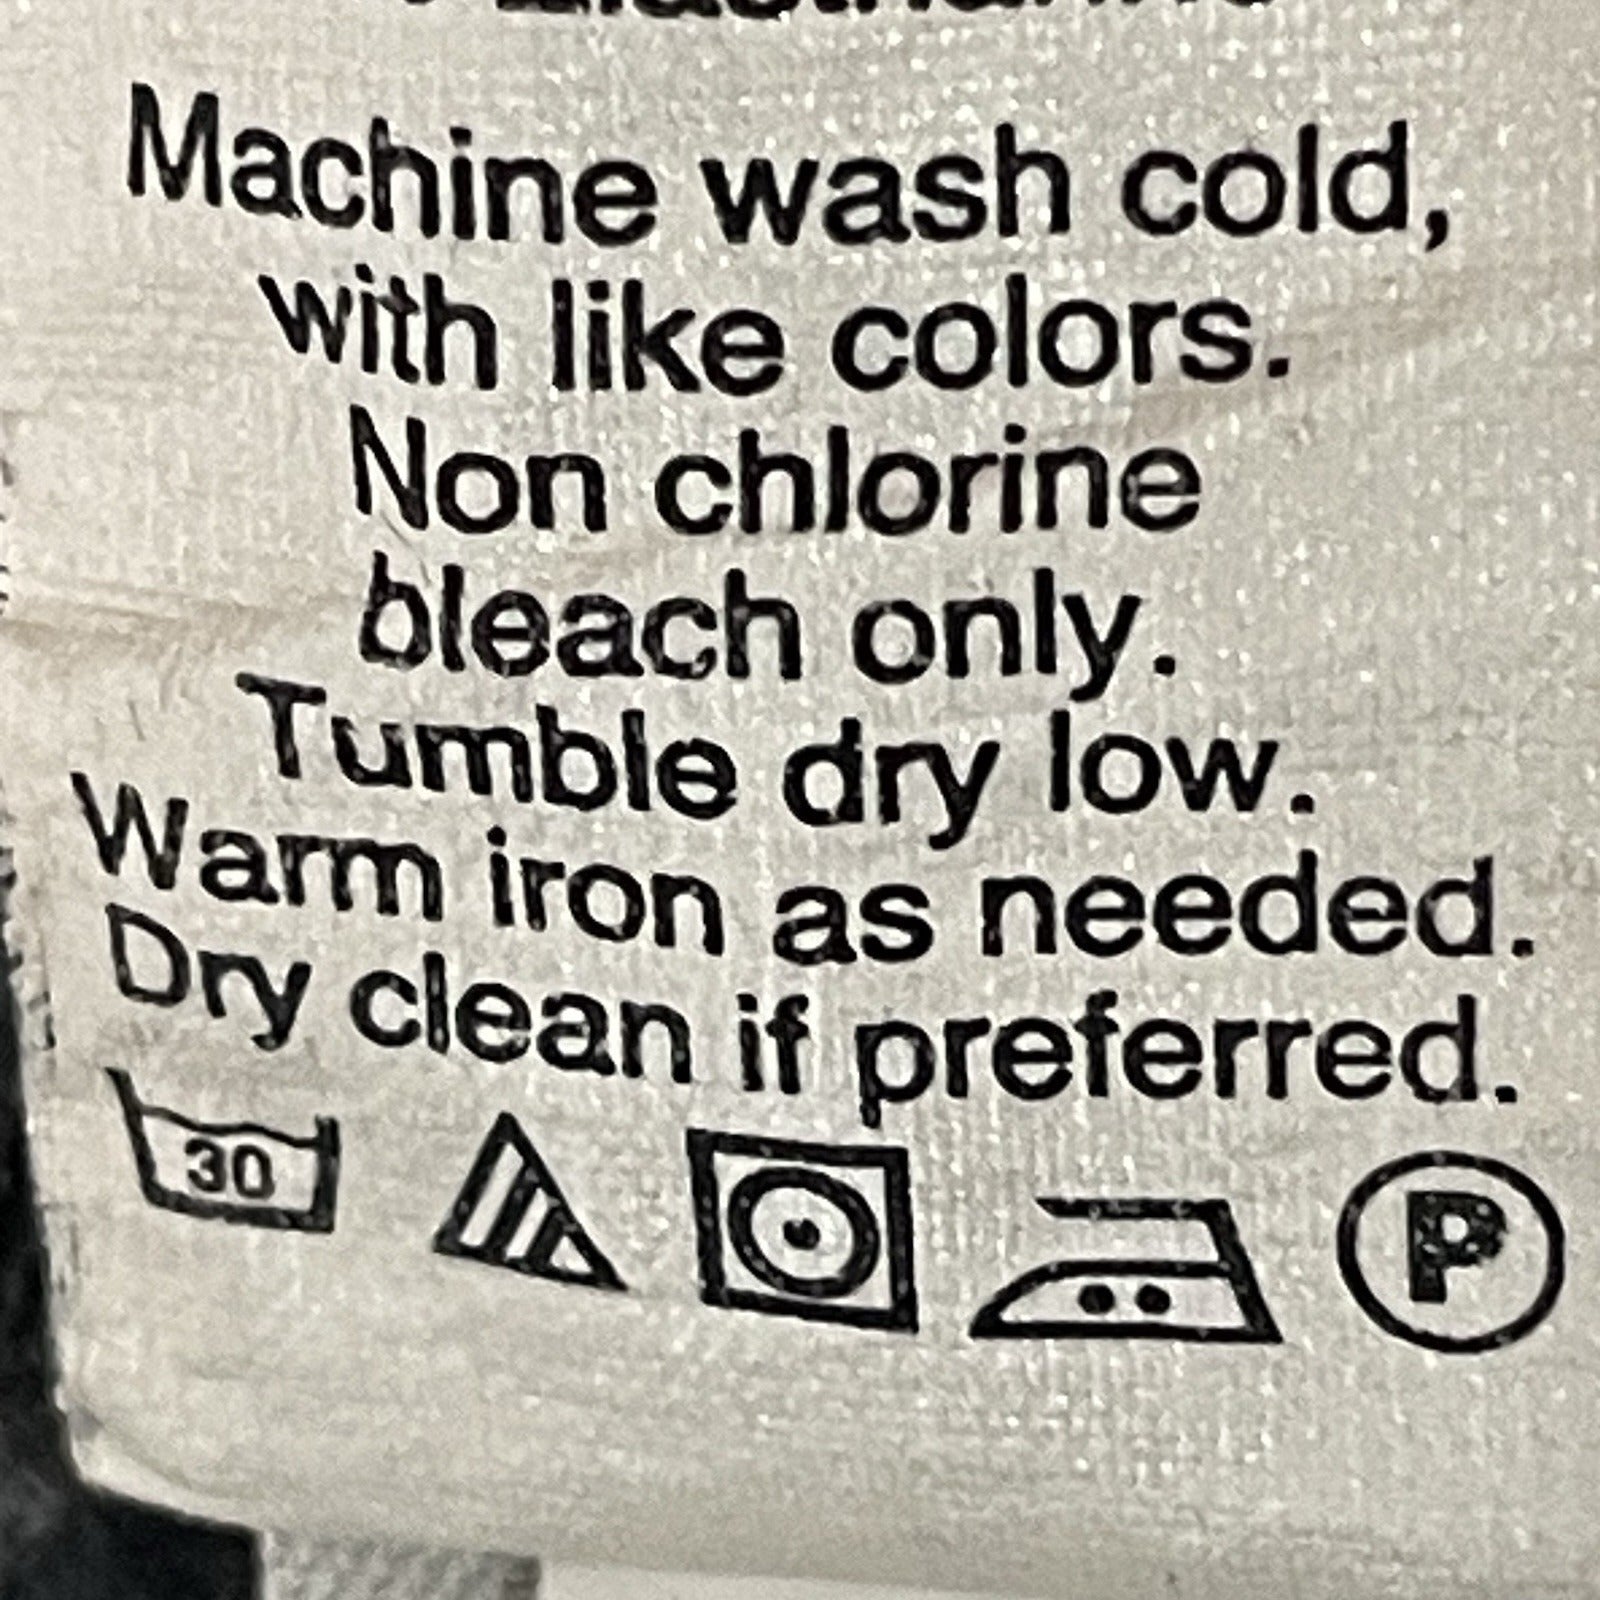 Machine wash cold,
with like colors.
Non chlorine
bleach only.
Tumble dry low.
Warm iron as needed.
Dry clean if preferred.
30 P